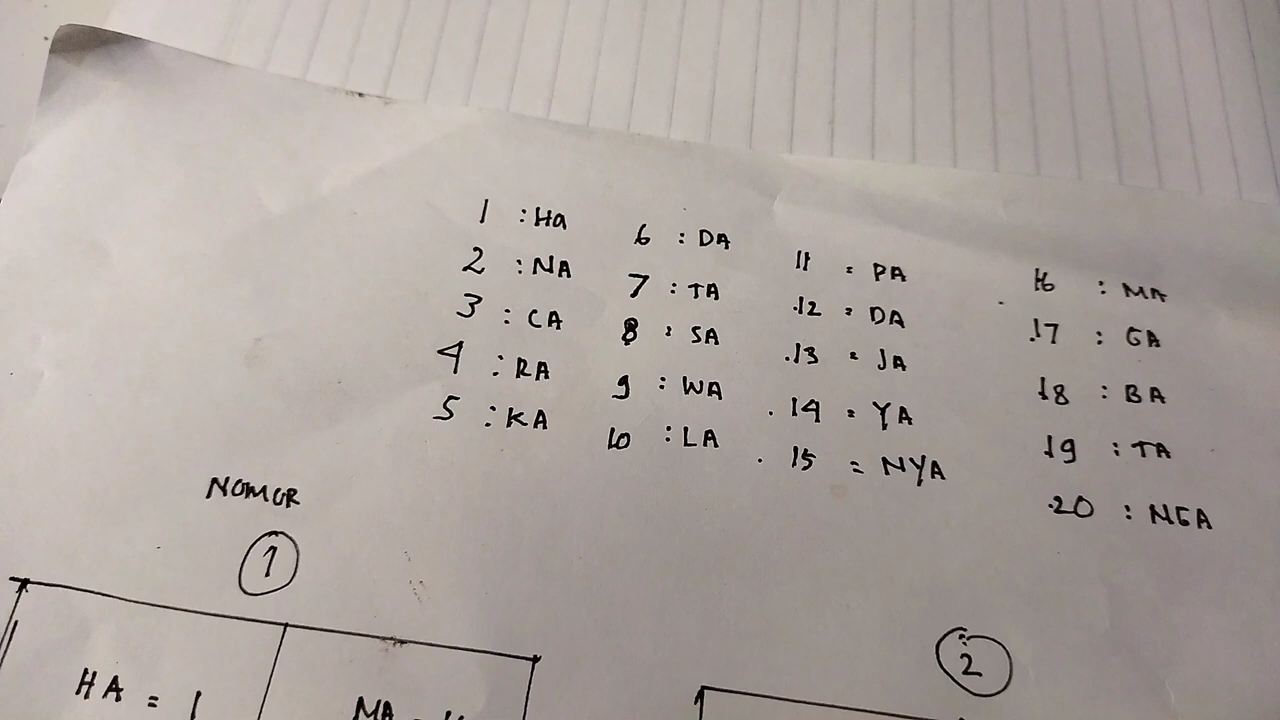 1 : Ha
2 : NA
3 : CA
4 : RA
5 : KA
6 : DA
7 : TA
8 : SA
9 : WA
10 : LA
11 = PA
.12 = DA
.13 = JA
.14 = YA
.15 = NYA
16 : MA
.17 : GA
.18 : BA
.19 : TA
.20 : NGA
NOMOR
1
HA = 1
MA =
2